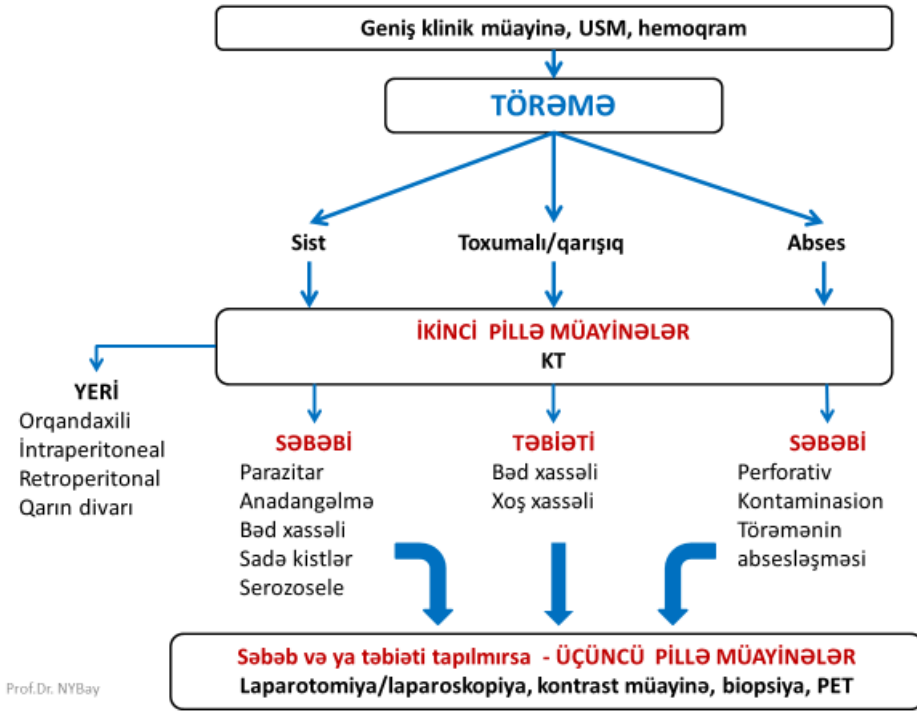 Geniş klinik müayinə, USM, hemoqram
TÖRƏMƏ
Sist
Toxumalı/qarışıq
Abses
İKİNCİ PİLLƏ MÜAYİNƏLƏR
KT
YERİ
Orqandaxili
İntraperitoneal
Retroperitonal
Qarın divarı
SƏBƏBİ
Parazitar
Anadangəlmə
Bəd xassəli
Sadə kistlər
Serozosele
TƏBİƏTİ
Bəd xassəli
Xoş xassəli
SƏBƏBİ
Perforativ
Kontaminasion
Törəmənin
absesləşməsi
Səbəb və ya təbiəti tapılmırsa - ÜÇÜNCÜ PİLLƏ MÜAYİNƏLƏR
Laparotomiya/laparoskopiya, kontrast müayinə, biopsiya, PET
Prof.Dr. NYBay